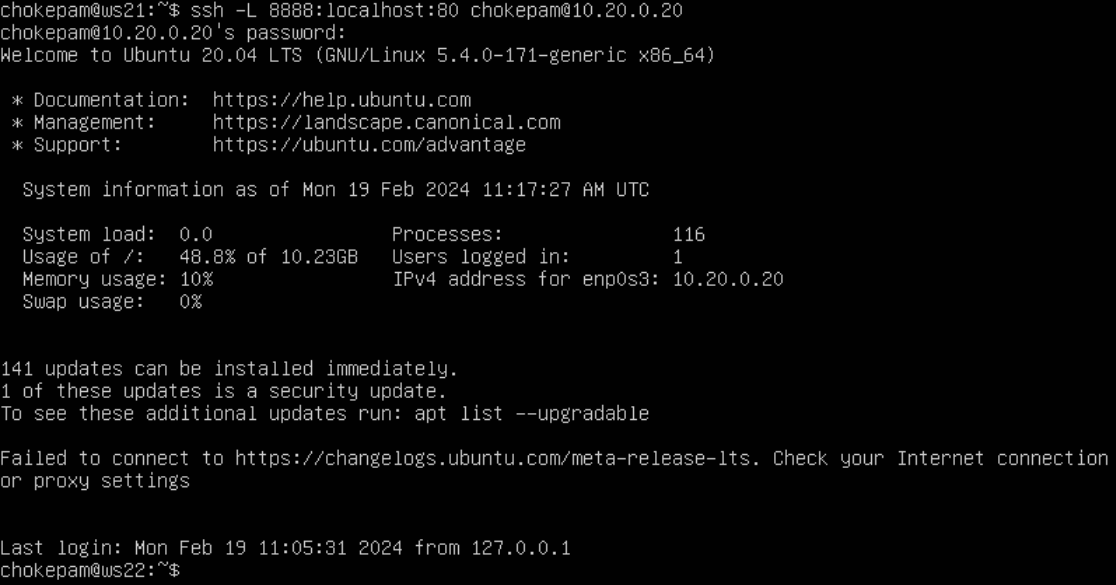 chokepam@ws21:~$ ssh -L 8888:localhost:80 chokepam@10.20.0.20
chokepam@10.20.0.20's password:
Welcome to Ubuntu 20.04 LTS (GNU/Linux 5.4.0-171-generic x86_64)
* Documentation:  https://help.ubuntu.com
* Management:     https://landscape.canonical.com
* Support:        https://ubuntu.com/advantage
System information as of Mon 19 Feb 2024 11:17:27 AM UTC
System load:  0.0                Processes:               116
Usage of /:   48.8% of 10.23GB   Users logged in:         1
Memory usage: 10%                IPv4 address for enp0s3: 10.20.0.20
Swap usage:   0%
141 updates can be installed immediately.
1 of these updates is a security update.
To see these additional updates run: apt list --upgradable
Failed to connect to https://changelogs.ubuntu.com/meta-release-lts. Check your Internet connection
or proxy settings
Last login: Mon Feb 19 11:05:31 2024 from 127.0.0.1
chokepam@ws22:~$